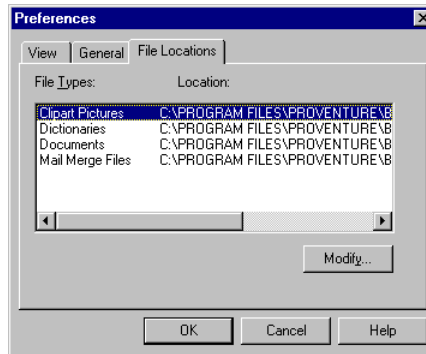 Preferences
View General File Locations
File Types: Location:
Clipart Pictures C:\PROGRAM FILES\PROVENTURE\B
Dictionaries C:\PROGRAM FILES\PROVENTURE\B
Documents C:\PROGRAM FILES\PROVENTURE\B
Mail Merge Files C:\PROGRAM FILES\PROVENTURE\B
Modify...
OK Cancel Help